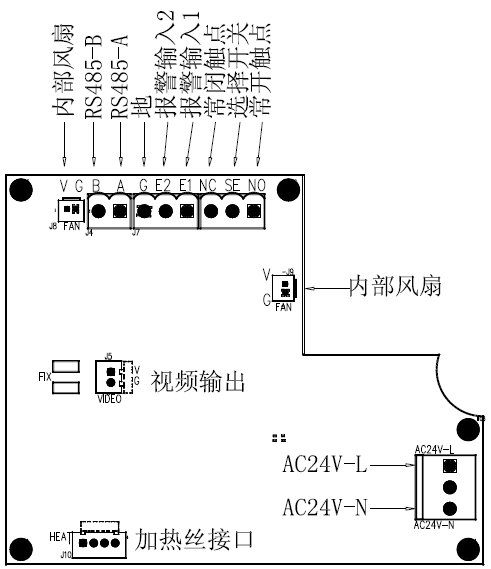 内部风扇
RS485-B
RS485-A
地
报警输入2
报警输入1
常闭触点
选择开关
常开触点
V G B A G E2 E1 NC SE NO
J8 FAN J4 J7
V J9
G
FAN
内部风扇
J5
FIX
V
G
VIDEO
视频输出
AC24V-L
AC24V-L
AC24V-N
AC24V-N
HEAT
J10
加热丝接口